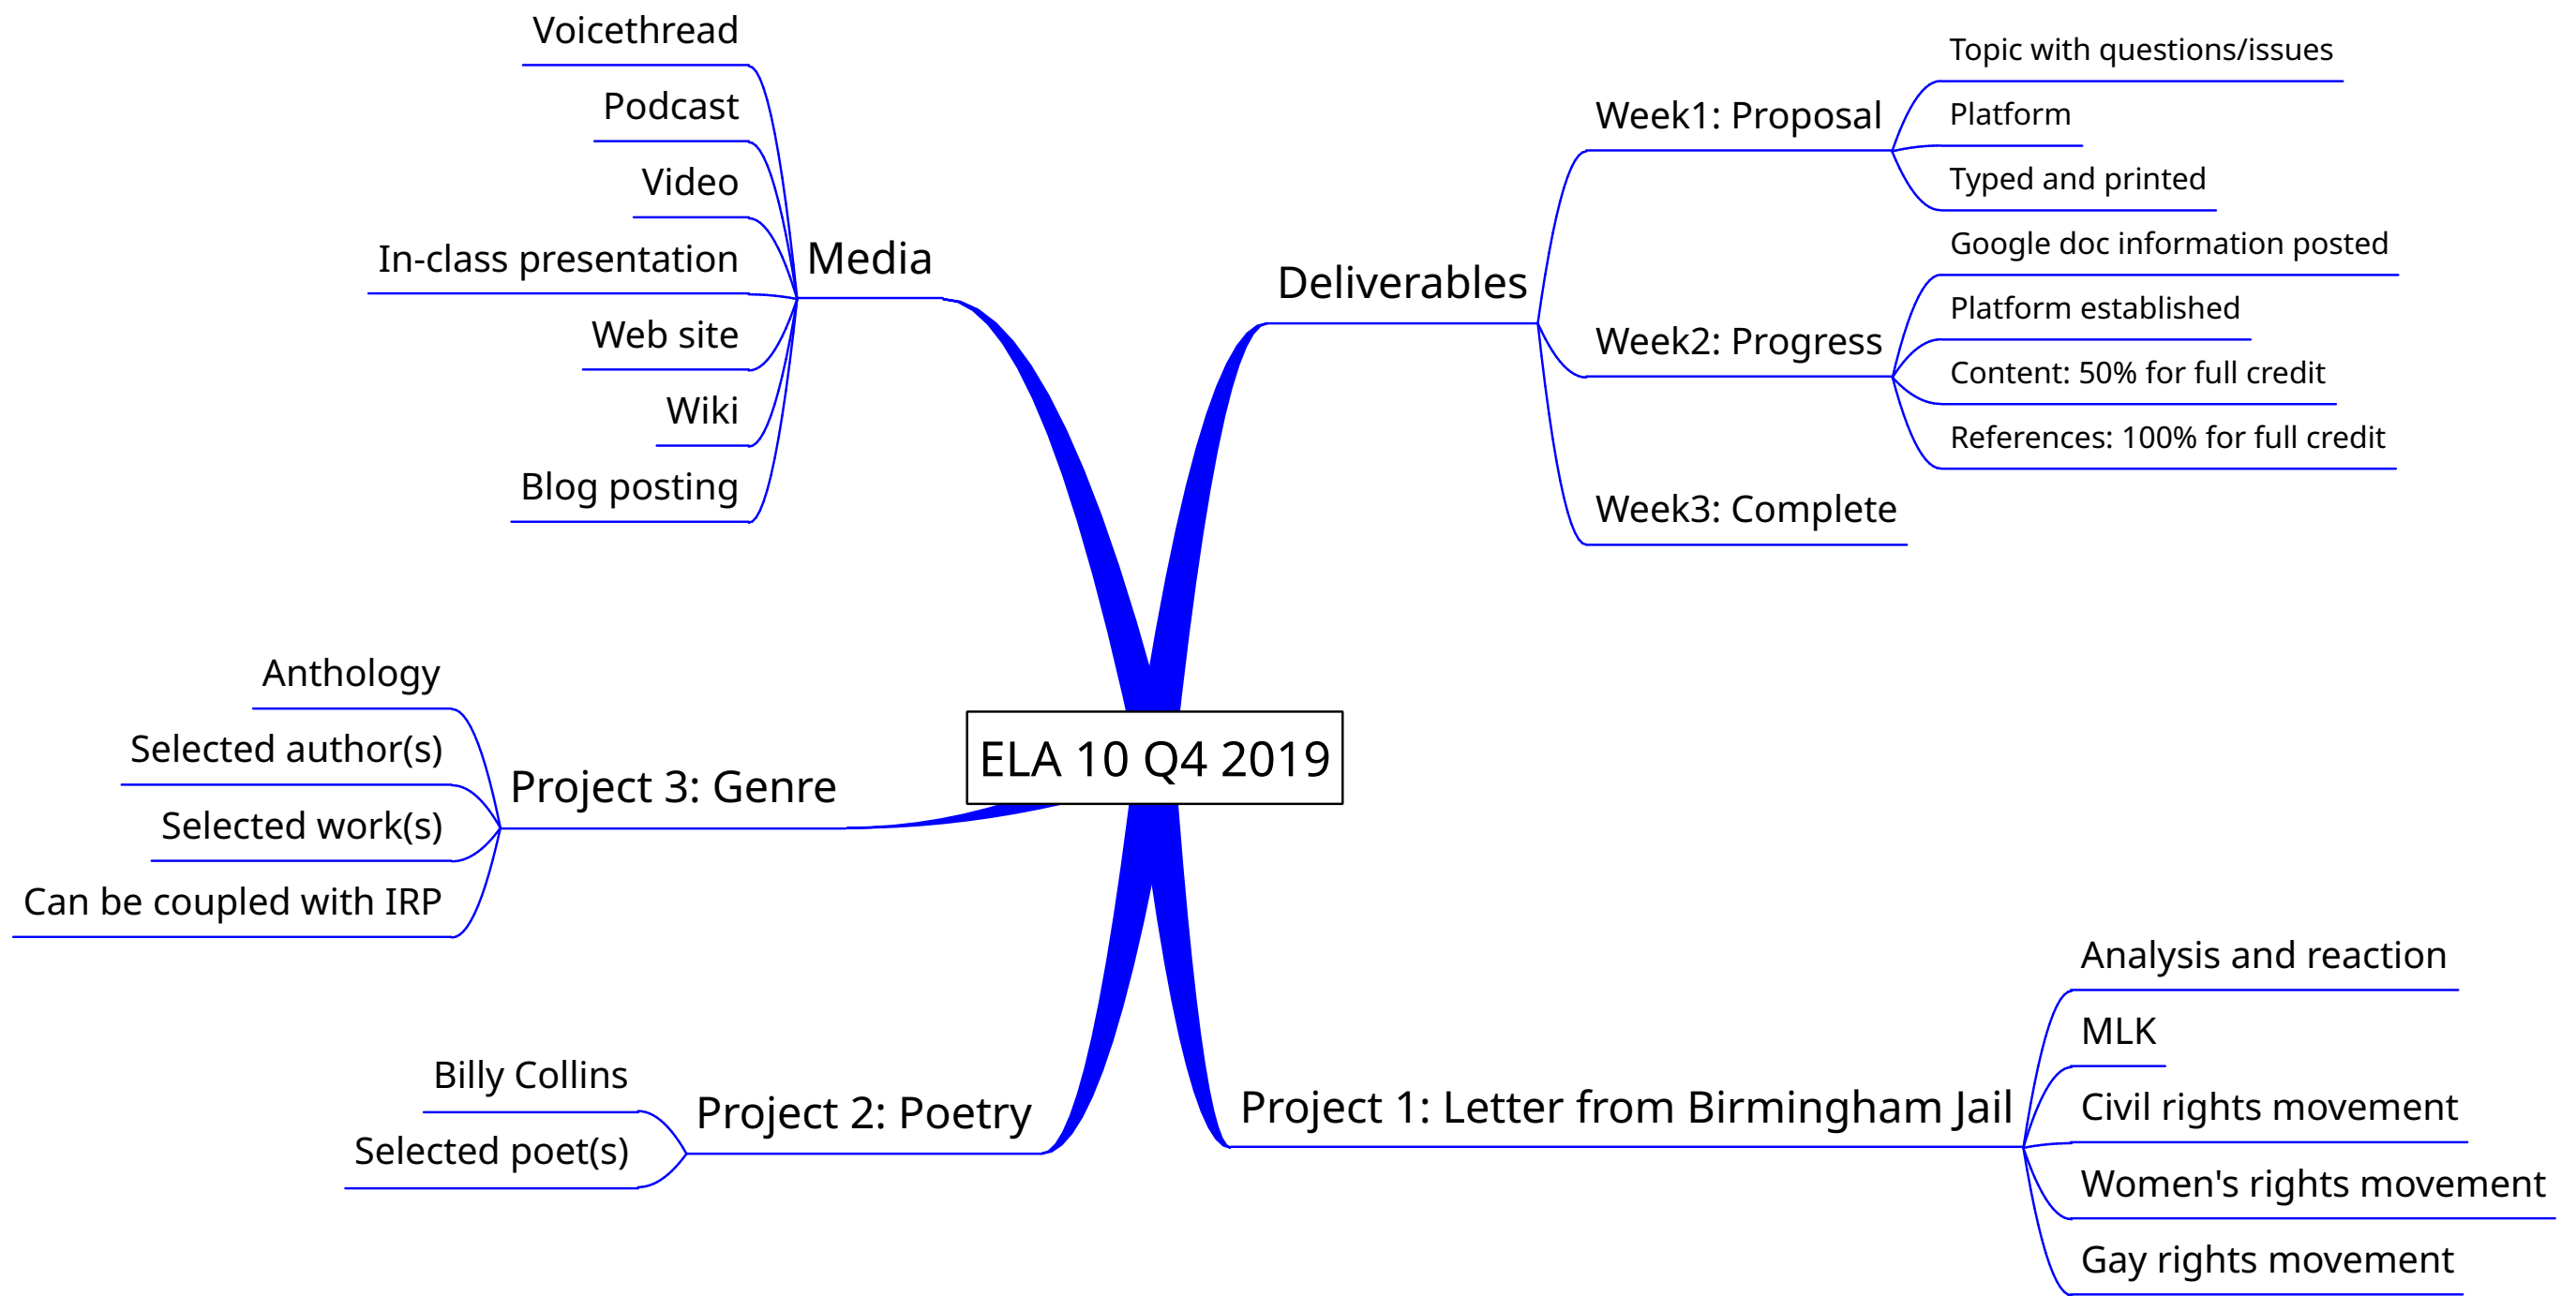 ELA 10 Q4 2019
Media
Voicethread
Podcast
Video
In-class presentation
Web site
Wiki
Blog posting
Deliverables
Week1: Proposal
Topic with questions/issues
Platform
Typed and printed
Week2: Progress
Google doc information posted
Platform established
Content: 50% for full credit
References: 100% for full credit
Week3: Complete
Project 3: Genre
Anthology
Selected author(s)
Selected work(s)
Can be coupled with IRP
Project 2: Poetry
Billy Collins
Selected poet(s)
Project 1: Letter from Birmingham Jail
Analysis and reaction
MLK
Civil rights movement
Women's rights movement
Gay rights movement